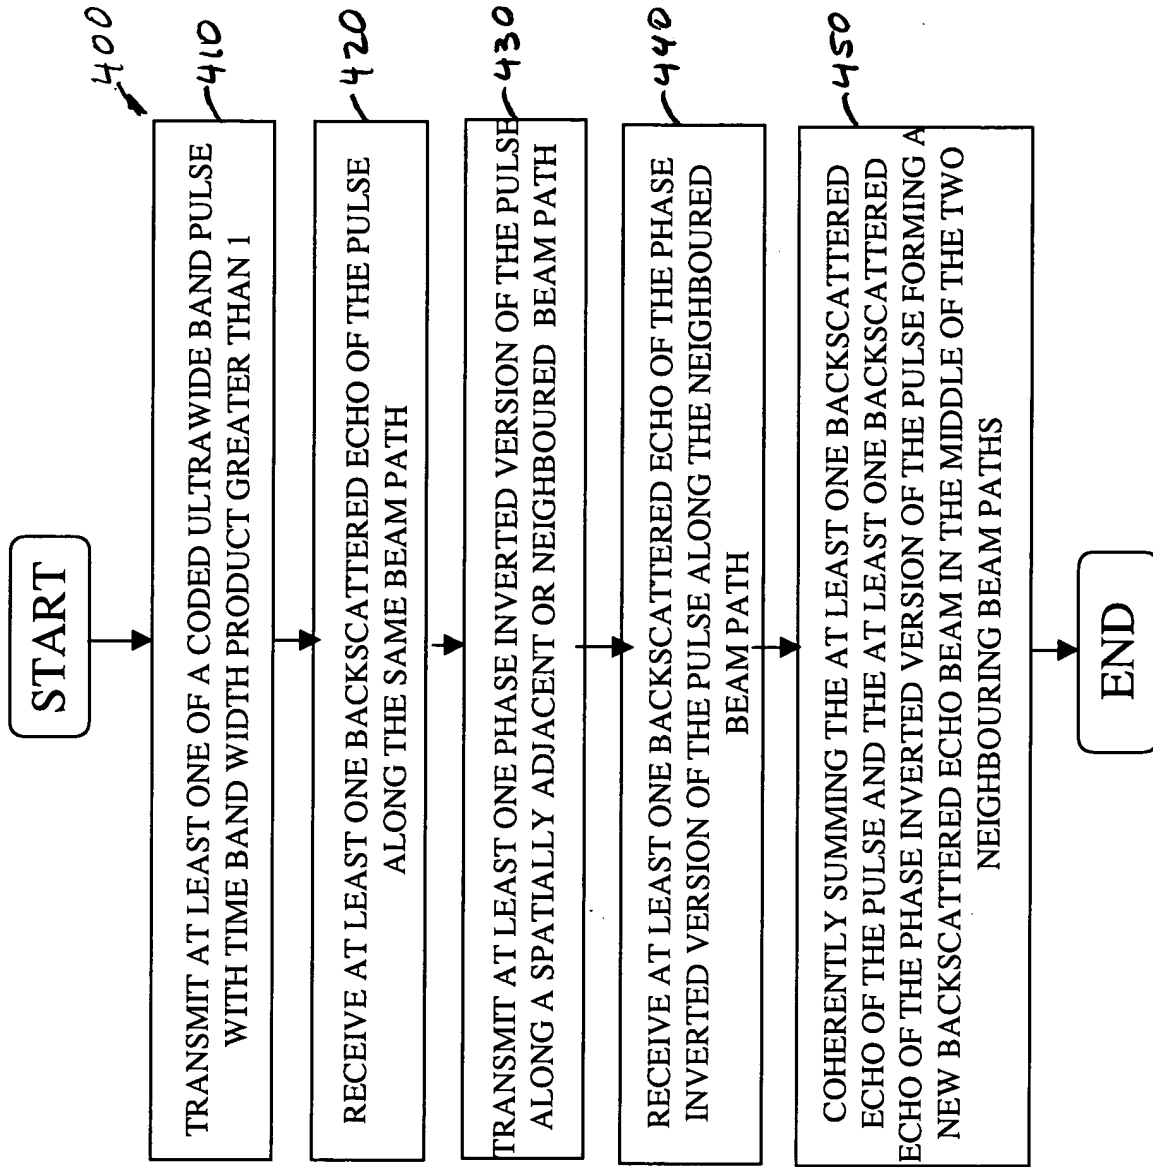 START
400
TRANSMIT AT LEAST ONE OF A CODED ULTRAWIDE BAND PULSE
WITH TIME BAND WIDTH PRODUCT GREATER THAN 1
410
RECEIVE AT LEAST ONE BACKSCATTERED ECHO OF THE PULSE
ALONG THE SAME BEAM PATH
420
TRANSMIT AT LEAST ONE PHASE INVERTED VERSION OF THE PULSE
ALONG A SPATIALLY ADJACENT OR NEIGHBOURED BEAM PATH
430
RECEIVE AT LEAST ONE BACKSCATTERED ECHO OF THE PHASE
INVERTED VERSION OF THE PULSE ALONG THE NEIGHBOURED
BEAM PATH
440
COHERENTLY SUMMING THE AT LEAST ONE BACKSCATTERED
ECHO OF THE PULSE AND THE AT LEAST ONE BACKSCATTERED
ECHO OF THE PHASE INVERTED VERSION OF THE PULSE FORMING A
NEW BACKSCATTERED ECHO BEAM IN THE MIDDLE OF THE TWO
NEIGHBOURING BEAM PATHS
450
END